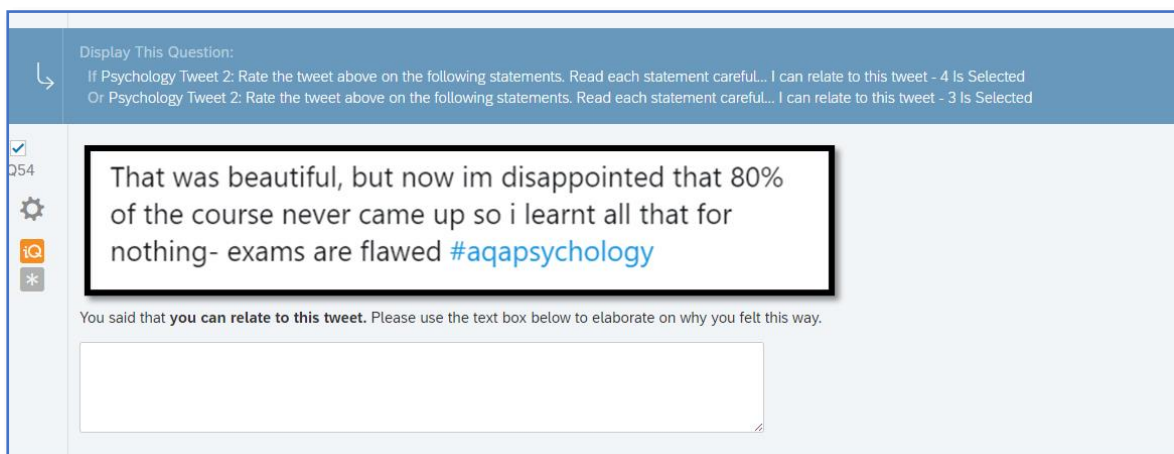 Display This Question:
If Psychology Tweet 2: Rate the tweet above on the following statements. Read each statement careful... I can relate to this tweet - 4 Is Selected
Or Psychology Tweet 2: Rate the tweet above on the following statements. Read each statement careful... I can relate to this tweet - 3 Is Selected
Q54
iQ
That was beautiful, but now im disappointed that 80%
of the course never came up so i learnt all that for
nothing- exams are flawed #aqapsychology
You said that you can relate to this tweet. Please use the text box below to elaborate on why you felt this way.